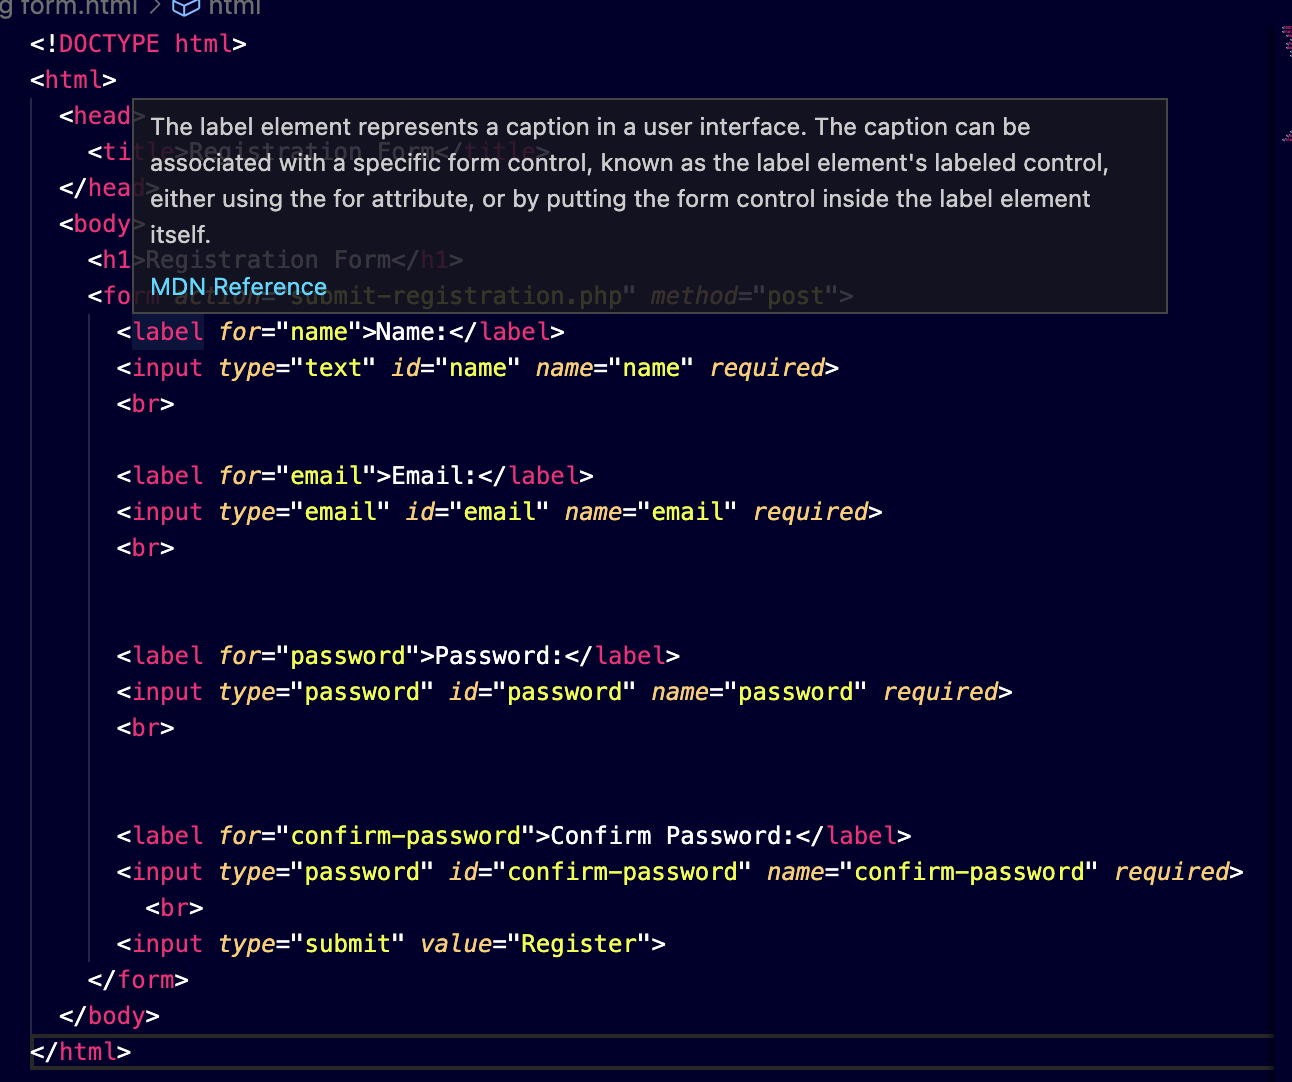 g form.html > html
<!DOCTYPE html>
<html>
<head>
The label element represents a caption in a user interface. The caption can be
<title>Registration Form</title>
associated with a specific form control, known as the label element's labeled control,
</head>
either using the for attribute, or by putting the form control inside the label element
<body>
itself.
<h1>Registration Form</h1>
MDN Reference
<form action="submit-registration.php" method="post">
<label for="name">Name:</label>
<input type="text" id="name" name="name" required>
<br>
<label for="email">Email:</label>
<input type="email" id="email" name="email" required>
<br>
<label for="password">Password:</label>
<input type="password" id="password" name="password" required>
<br>
<label for="confirm-password">Confirm Password:</label>
<input type="password" id="confirm-password" name="confirm-password" required>
<br>
<input type="submit" value="Register">
</form>
</body>
</html>